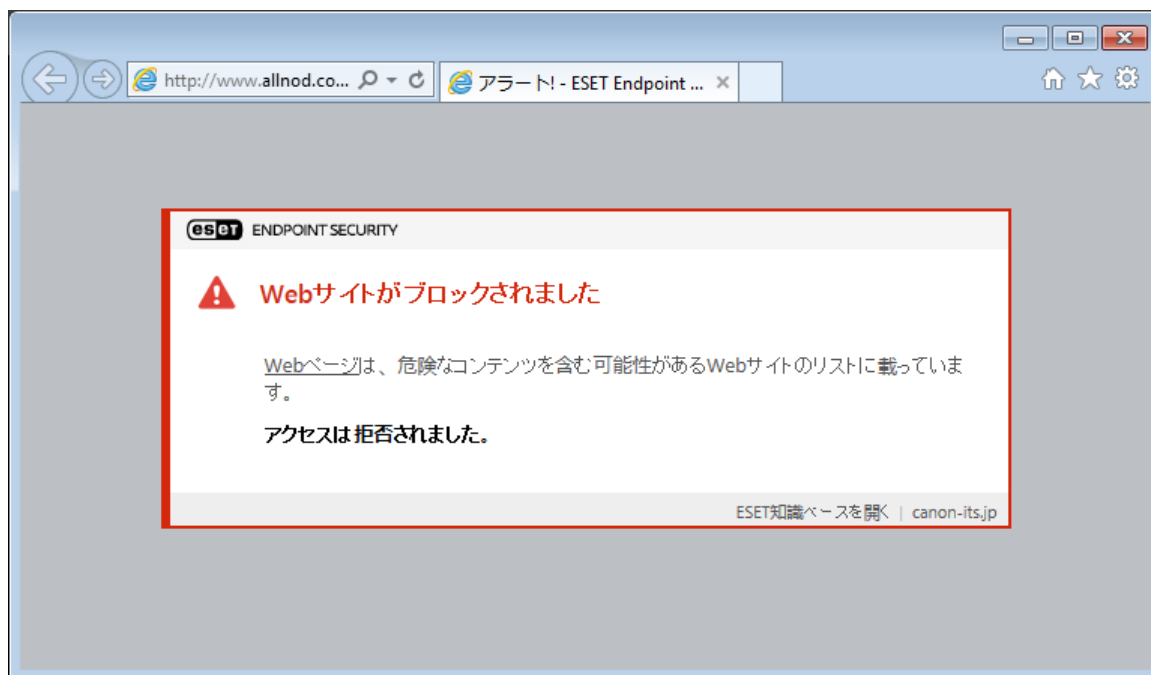 http://www.allnod.co...
アラート! - ESET Endpoint ...
eset ENDPOINT SECURITY
Webサイトがブロックされました
Webページは、危険なコンテンツを含む可能性があるWebサイトのリストに載っていま
す。
アクセスは拒否されました。
ESET知識ベースを開く | canon-its.jp